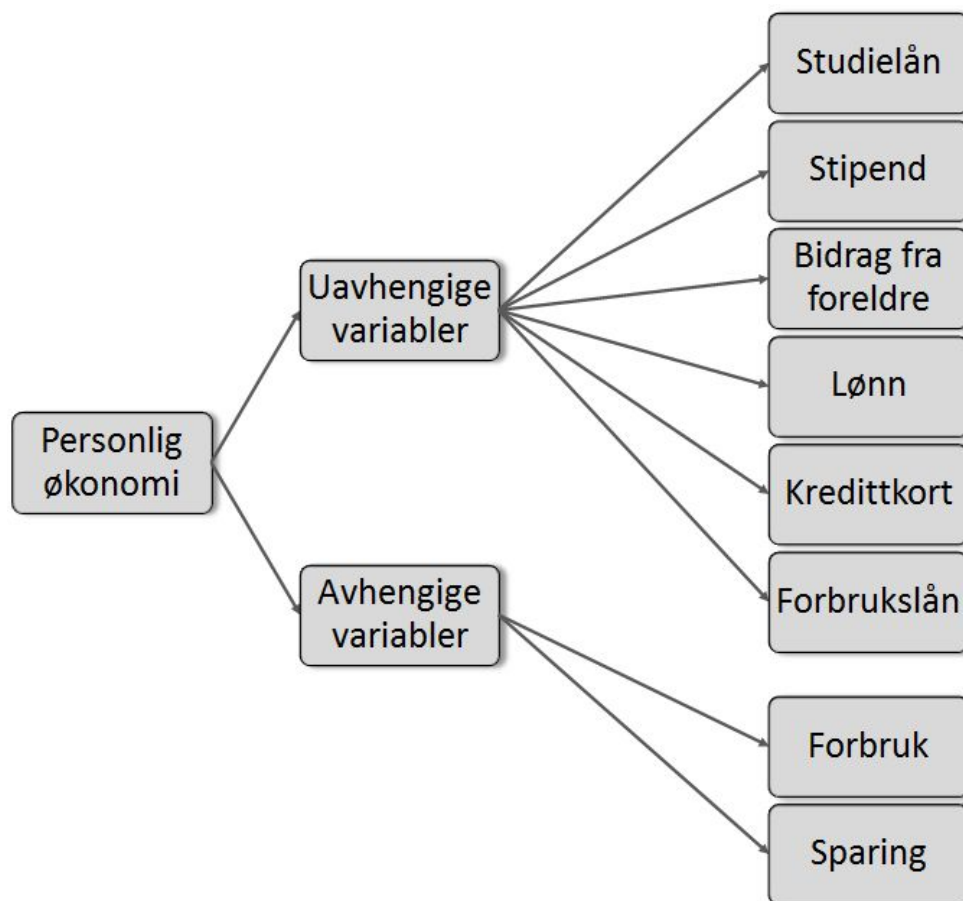 Personlig
økonomi
Uavhengige
variabler
Studielån
Stipend
Bidrag fra
foreldre
Lønn
Kredittkort
Forbrukslån
Avhengige
variabler
Forbruk
Sparing